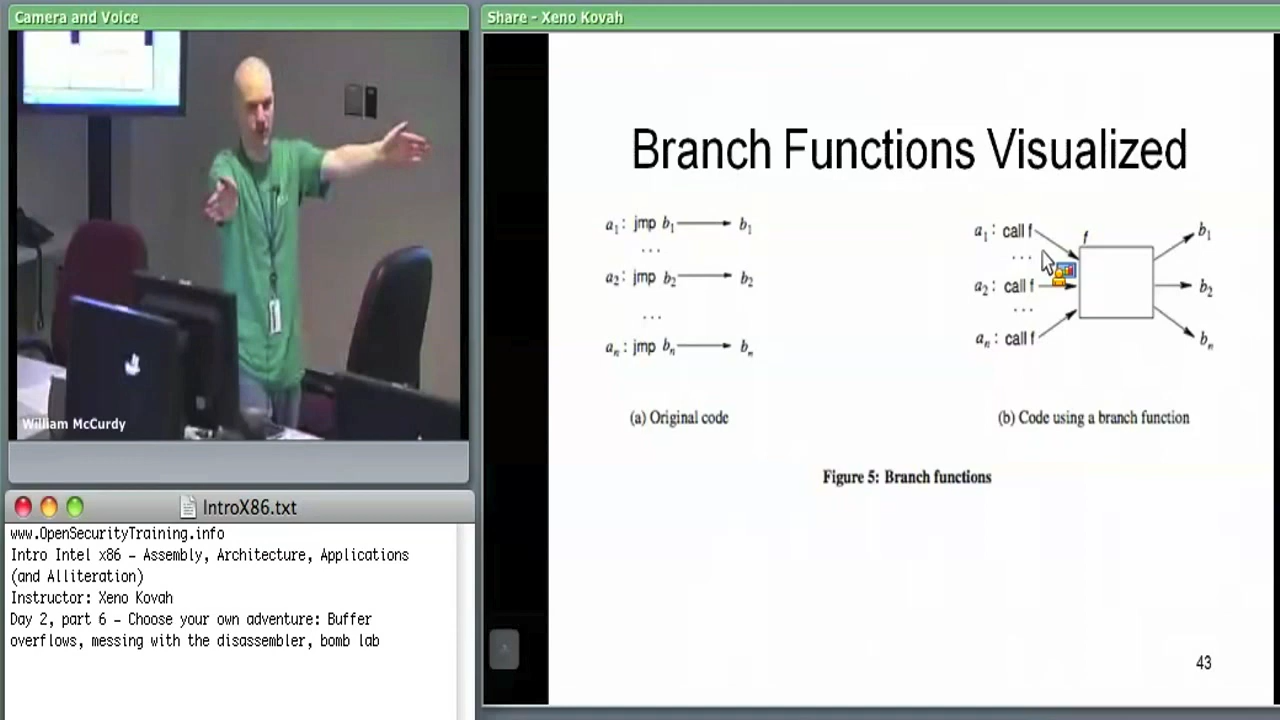 Camera and Voice
William McCurdy
IntroX86.txt
www.OpenSecurityTraining.info
Intro Intel x86 – Assembly, Architecture, Applications
(and Alliteration)
Instructor: Xeno Kovah
Day 2, part 6 – Choose your own adventure: Buffer
overflows, messing with the disassembler, bomb lab
Share - Xeno Kovah
Branch Functions Visualized
a₁: jmp b₁ b₁
...
a₂: jmp b₂ b₂
...
aₙ: jmp bₙ bₙ
(a) Original code
a₁: call f f b₁
...
a₂: call f b₂
...
aₙ: call f bₙ
(b) Code using a branch function
Figure 5: Branch functions
43